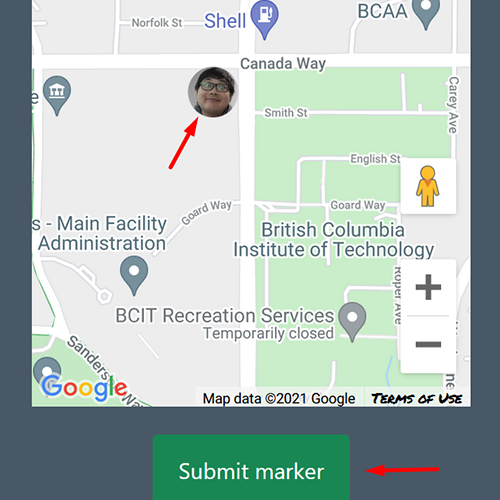 Norfolk St
Shell
BCAA
Canada Way
Carey Ave
Smith St
English St
Goard Way
Goard Way
s - Main Facility
Administration
British Columbia
Institute of Technology
Roper Ave
BCIT Recreation Services
Temporarily closed
Sanders
Wa
Google
Map data ©2021 Google
Terms of Use
Submit marker